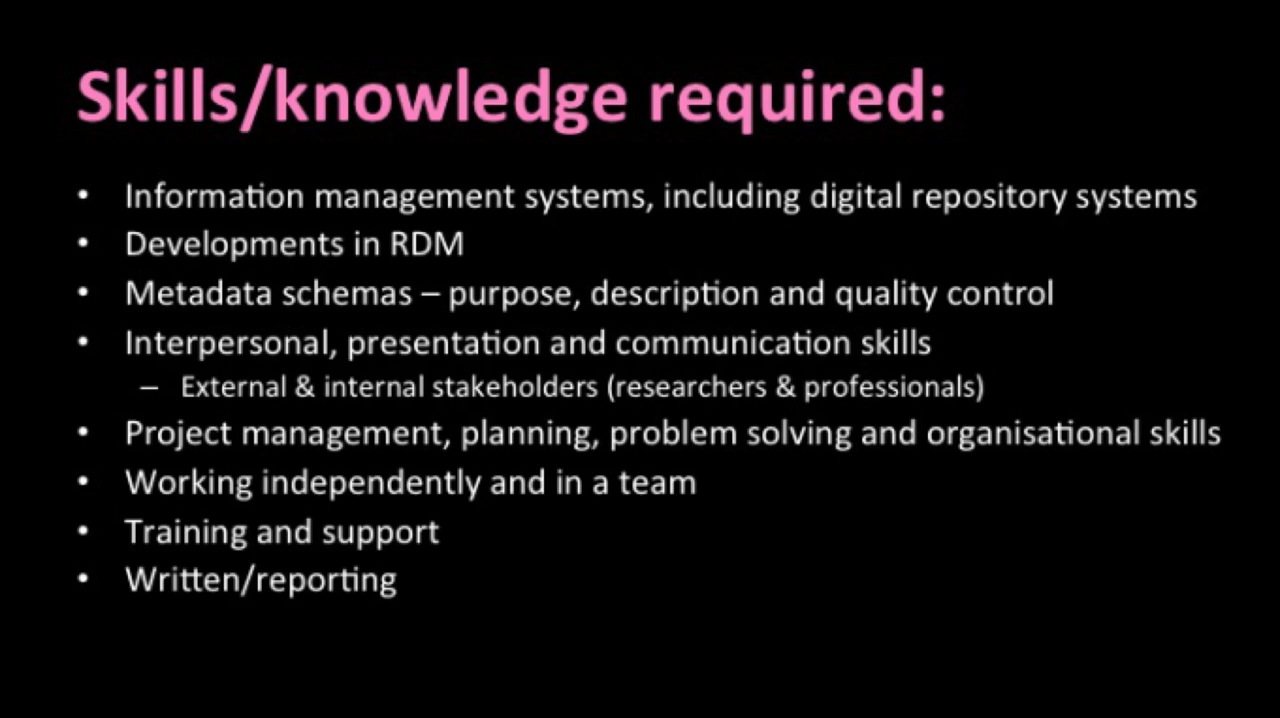 Skills/knowledge required:
• Information management systems, including digital repository systems
• Developments in RDM
• Metadata schemas – purpose, description and quality control
• Interpersonal, presentation and communication skills
– External & internal stakeholders (researchers & professionals)
• Project management, planning, problem solving and organisational skills
• Working independently and in a team
• Training and support
• Written/reporting